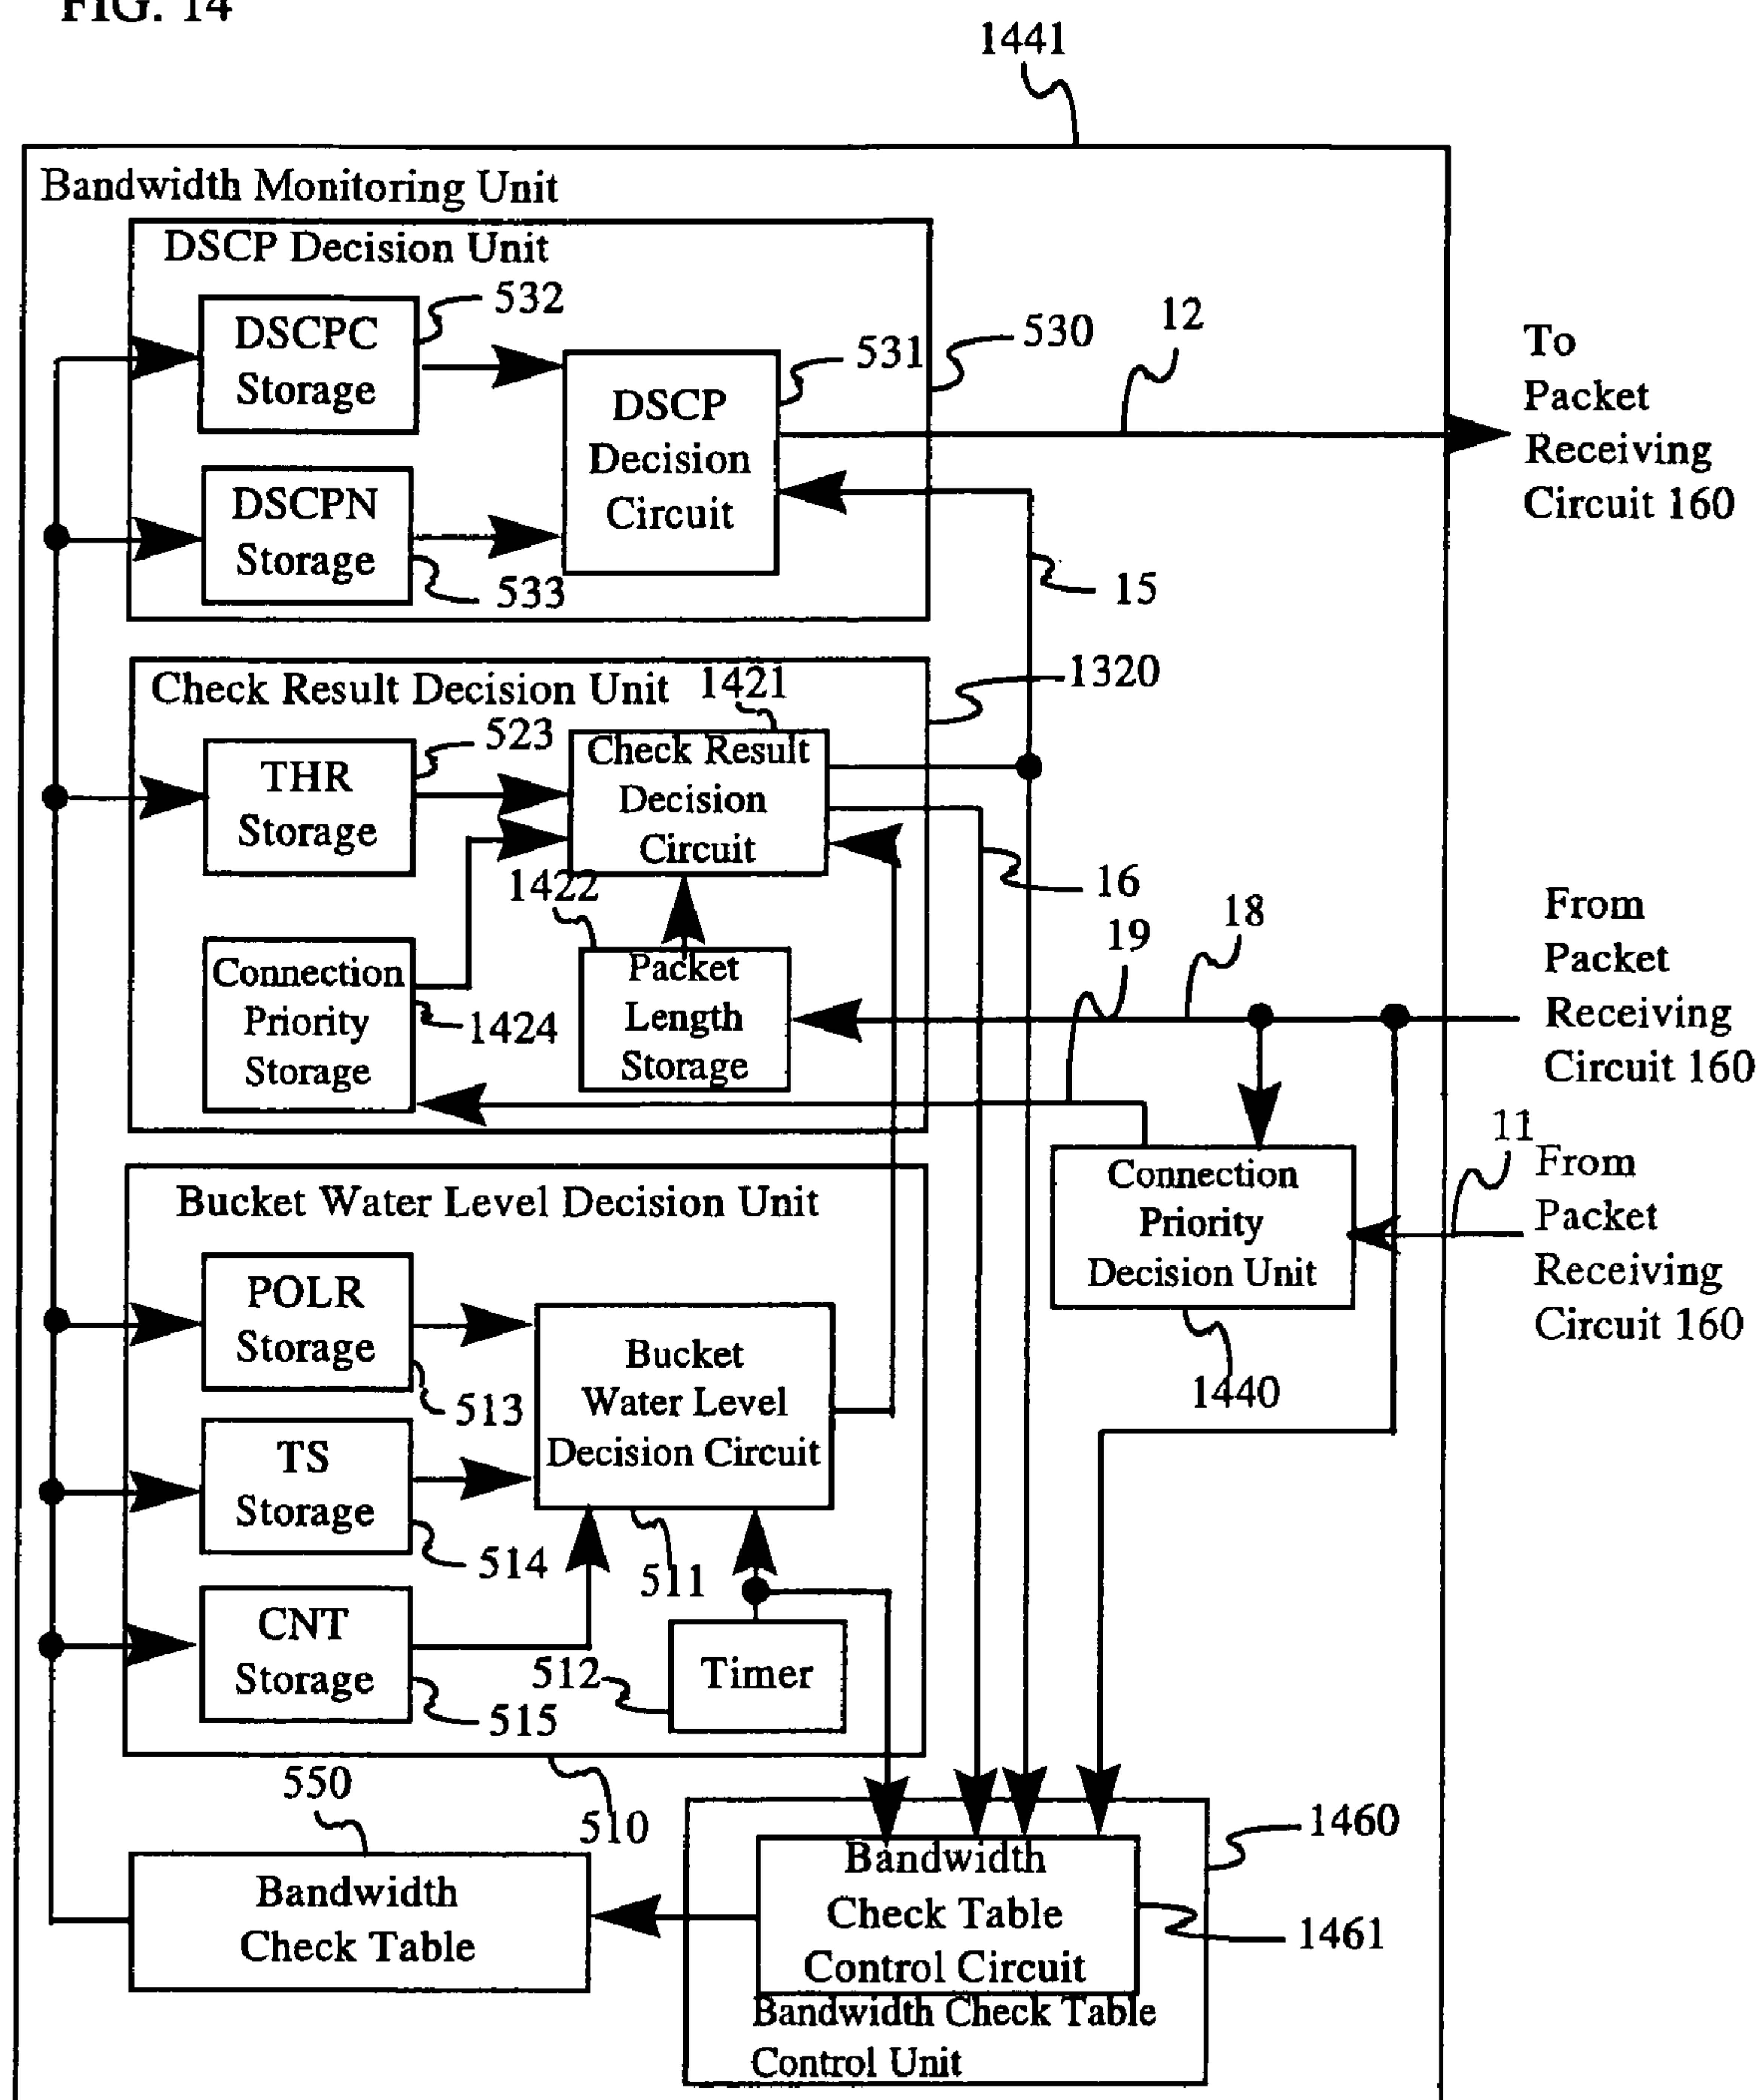 FIG. 14
1441
Bandwidth Monitoring Unit
DSCP Decision Unit
DSCPC
Storage
532
DSCPN
Storage
533
DSCP
Decision
Circuit
531
530
12
To
Packet
Receiving
Circuit 160
15
Check Result Decision Unit
1421
1320
THR
Storage
523
Check Result
Decision
Circuit
1422
Connection
Priority
Storage
1424
Packet
Length
Storage
16
19
18
From
Packet
Receiving
Circuit 160
11
From
Packet
Receiving
Circuit 160
Connection
Priority
Decision Unit
1440
Bucket Water Level Decision Unit
POLR
Storage
513
TS
Storage
514
CNT
Storage
515
Bucket
Water Level
Decision Circuit
511
512
Timer
510
550
Bandwidth
Check Table
Bandwidth
Check Table
Control Circuit
Bandwidth Check Table
Control Unit
1460
1461